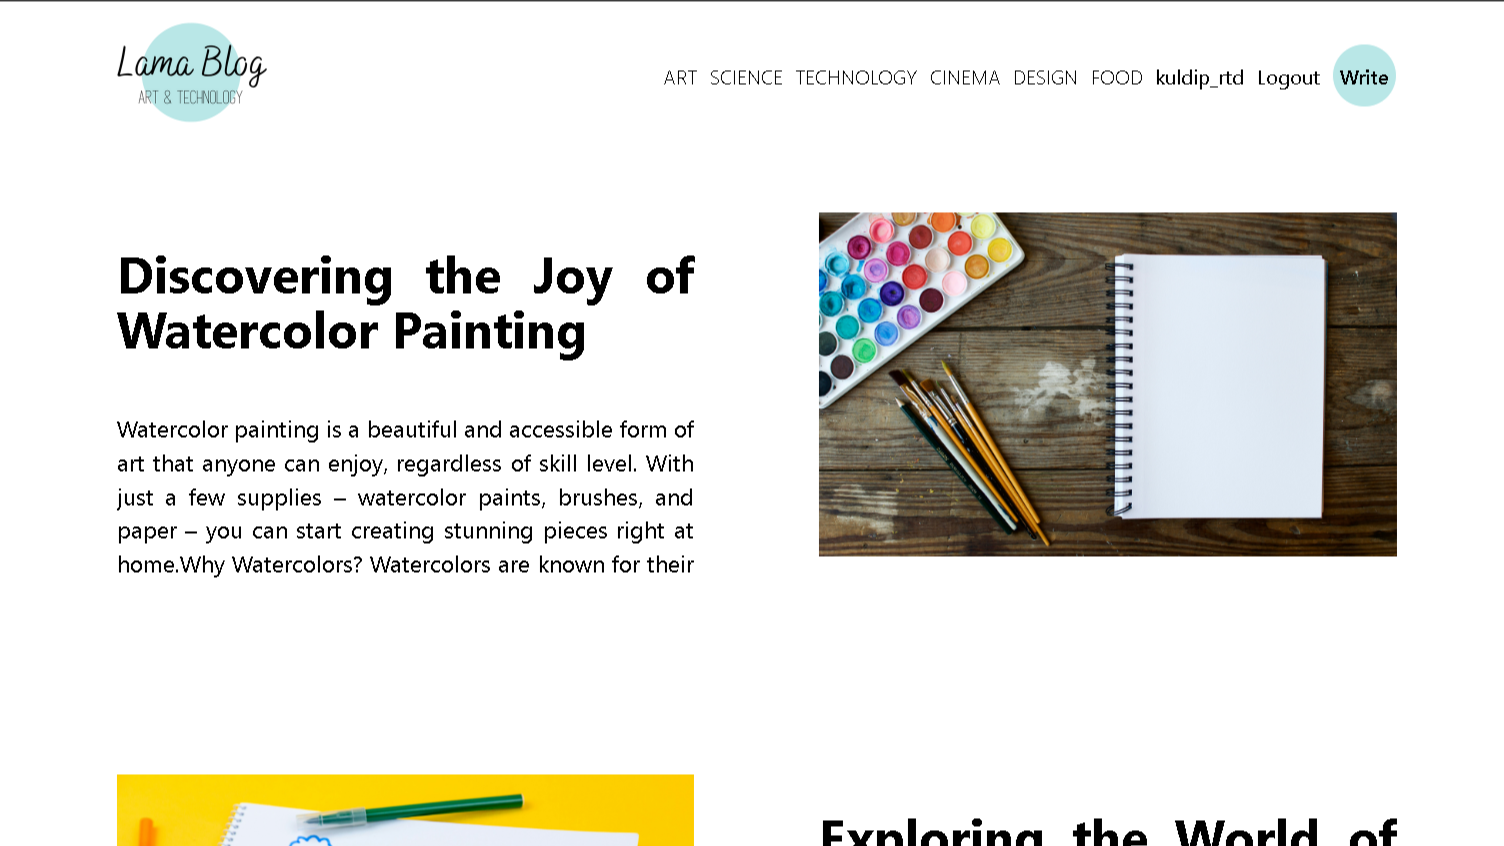 Lama Blog
ART & TECHNOLOGY
ART SCIENCE TECHNOLOGY CINEMA DESIGN FOOD kuldip_rtd Logout Write
Discovering the Joy of
Watercolor Painting
Watercolor painting is a beautiful and accessible form of
art that anyone can enjoy, regardless of skill level. With
just a few supplies – watercolor paints, brushes, and
paper – you can start creating stunning pieces right at
home.Why Watercolors? Watercolors are known for their
Exploring the World of